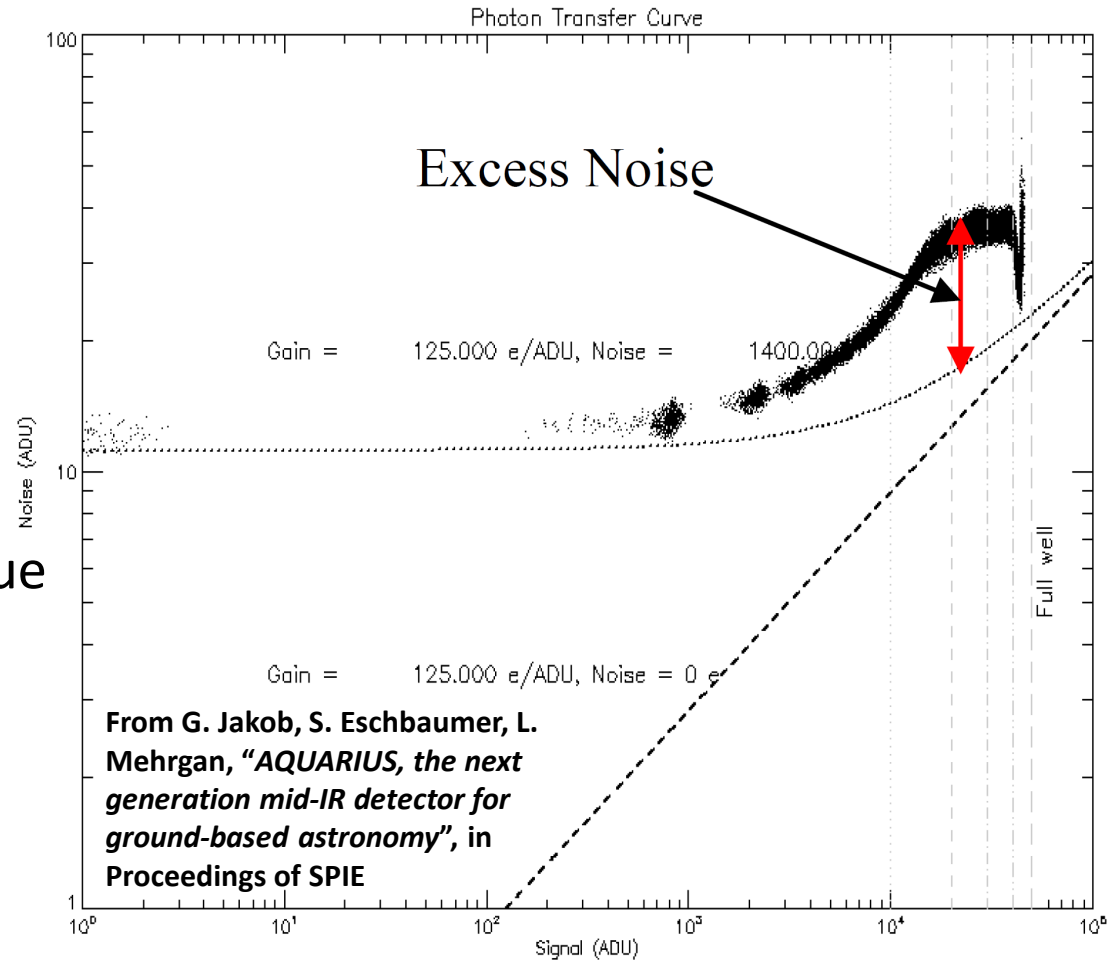 Photon Transfer Curve
100
Excess Noise
Gain = 125.000 e/ADU, Noise = 1400.00
Noise (ADU)
10
ue
Full well
Gain = 125.000 e/ADU, Noise = 0 e
From G. Jakob, S. Eschbaumer, L.
Mehrgan, “AQUARIUS, the next
generation mid-IR detector for
ground-based astronomy”, in
Proceedings of SPIE
1
10⁰ 10¹ 10² 10³ 10⁴ 10⁵
Signal (ADU)